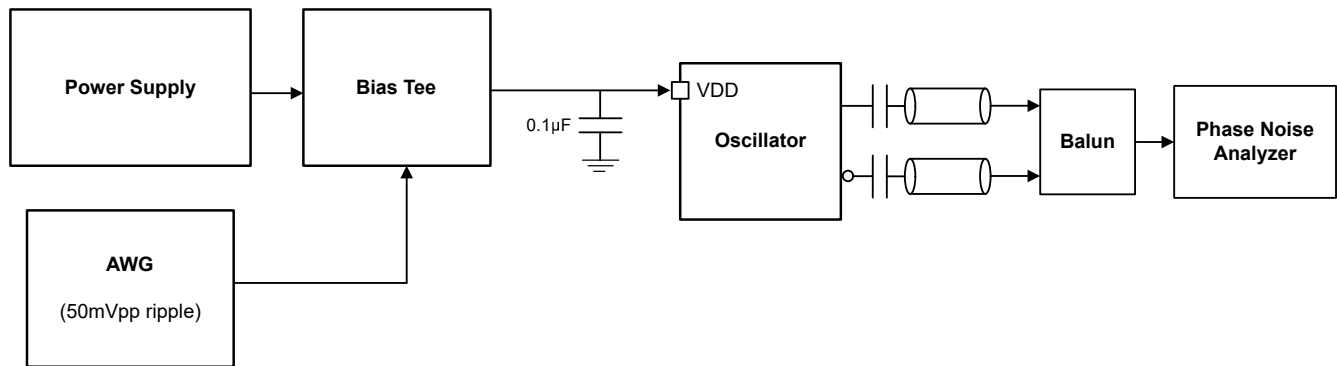 Power Supply
Bias Tee
0.1µF
VDD
Oscillator
Balun
Phase Noise
Analyzer
AWG
(50mVpp ripple)